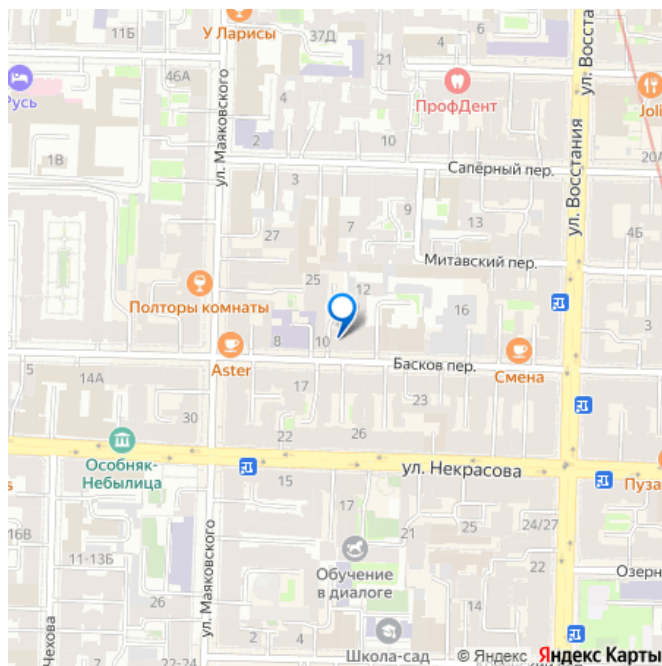 11Б
У Ларисы
37Д
4
6
ул. Восстания
Русь
46А
ПрофДент
Joli
4
2
ул. Маяковского
1В
3
10
Сапёрный пер.
20А
ул. Восстания
9
13
7
27
4Б
Митавский пер.
25
12
Полторы комнаты
16
3
8
10
Aster
Басков пер.
Смена
5
14А
17
23
30
22
26
Особняк-
Небылица
ул. Некрасова
Пуза
15
17
24/27
16В
21
25
22
11-13Б
Обучение
в диалоге
Озерн
26
ул. Маяковского
14
Чехова
22-24
2
4
Школа-сад
© Яндекс Яндекс Карты